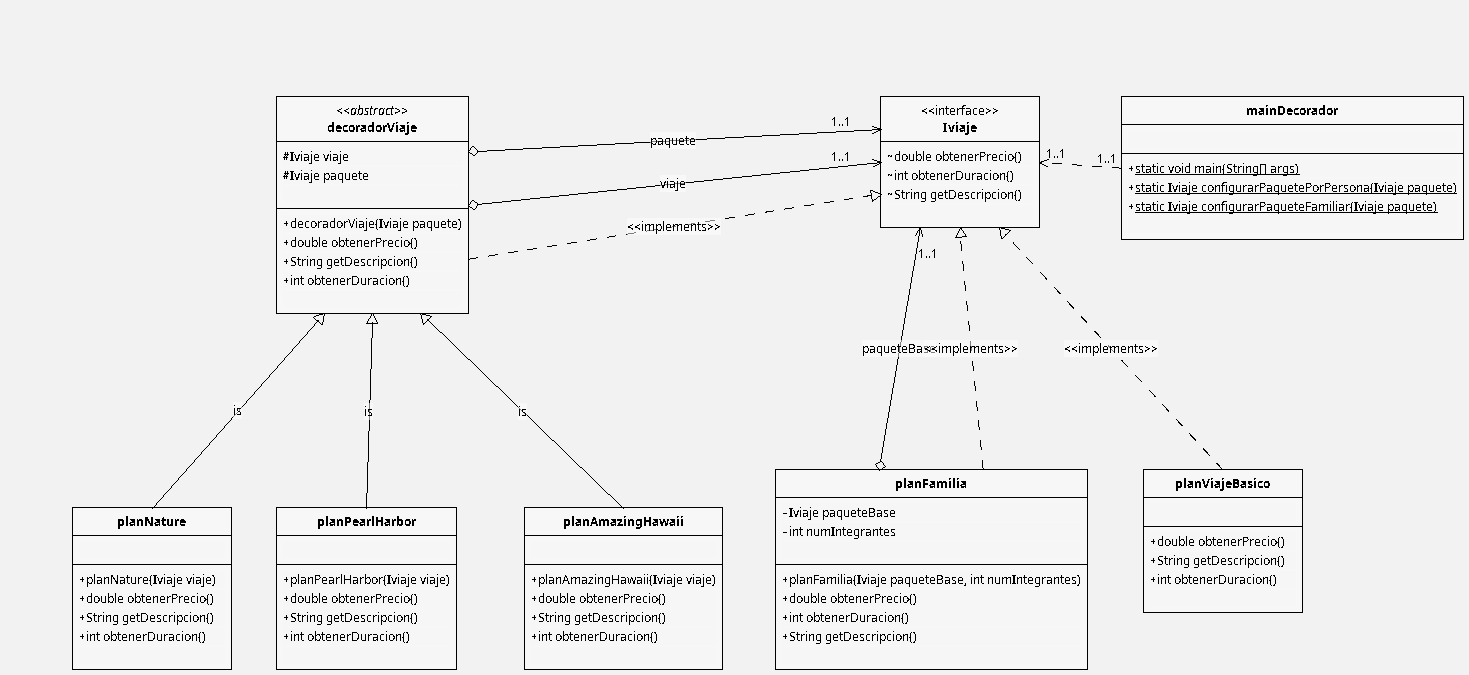 <<abstract>>
decoradorViaje
#Iviaje viaje
#Iviaje paquete
+decoradorViaje(Iviaje paquete)
+double obtenerPrecio()
+String getDescripcion()
+int obtenerDuracion()
paquete
1..1
viaje
1..1
<<implements>>
<<interface>>
Iviaje
~double obtenerPrecio()
~int obtenerDuracion()
~String getDescripcion()
1..1
1..1
mainDecorador
+static void main(String[] args)
+static Iviaje configurarPaquetePorPersona(Iviaje paquete)
+static Iviaje configurarPaqueteFamiliar(Iviaje paquete)
1..1
paqueteBase
<<implements>>
<<implements>>
is
is
is
planNature
+planNature(Iviaje viaje)
+double obtenerPrecio()
+String getDescripcion()
+int obtenerDuracion()
planPearlHarbor
+planPearlHarbor(Iviaje viaje)
+double obtenerPrecio()
+String getDescripcion()
+int obtenerDuracion()
planAmazingHawaii
+planAmazingHawaii(Iviaje viaje)
+double obtenerPrecio()
+String getDescripcion()
+int obtenerDuracion()
planFamilia
-Iviaje paqueteBase
-int numIntegrantes
+planFamilia(Iviaje paqueteBase, int numIntegrantes)
+double obtenerPrecio()
+int obtenerDuracion()
+String getDescripcion()
planViajeBasico
+double obtenerPrecio()
+String getDescripcion()
+int obtenerDuracion()